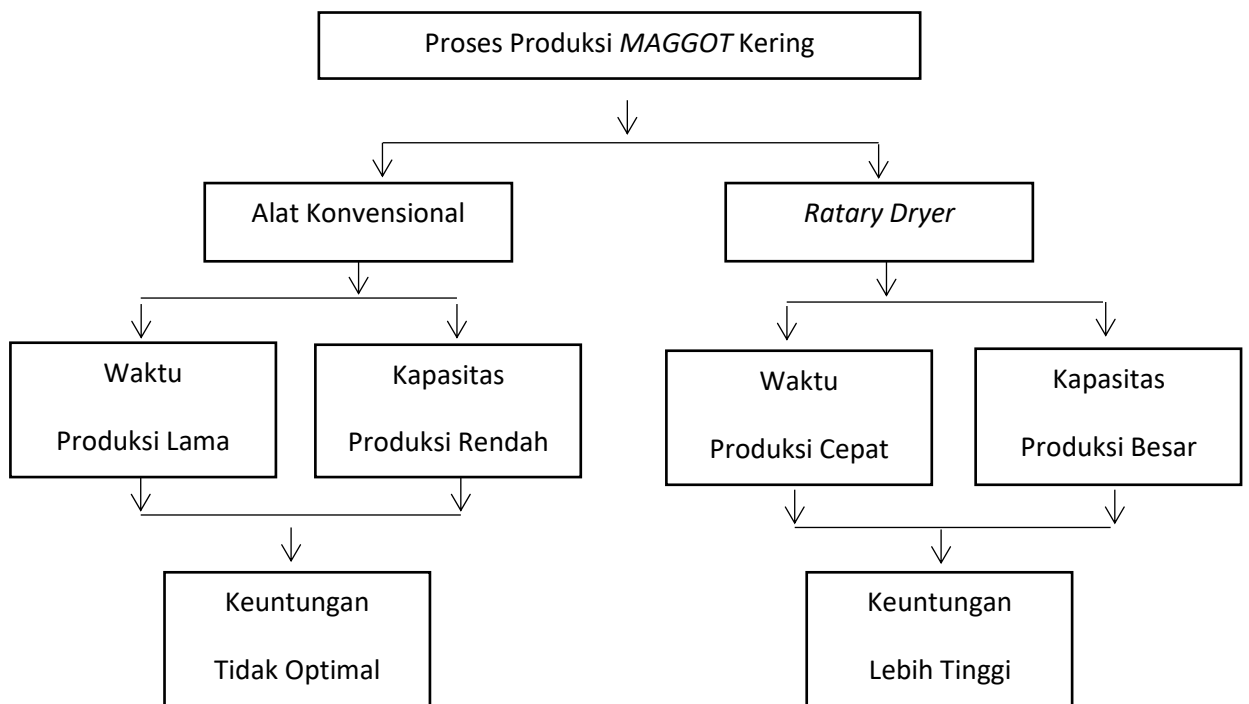 Proses Produksi MAGGOT Kering
Alat Konvensional
Ratary Dryer
Waktu
Produksi Lama
Kapasitas
Produksi Rendah
Waktu
Produksi Cepat
Kapasitas
Produksi Besar
Keuntungan
Tidak Optimal
Keuntungan
Lebih Tinggi